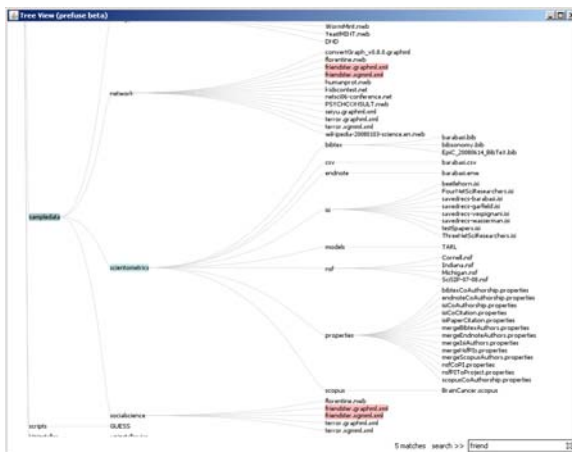 Tree View (prefuse beta)
WormMint.nwb
YeastMINT.nwb
DHD
convertGraph_v0.8.0.graphml
florentine.nwb
friendster.graphml.xml
friendster.xgmml.xml
humanprot.nwb
ksbcontest.net
netsci06-conference.net
PSYCHCONSULT.nwb
seiyu.graphml.xml
terror.graphml.xml
terror.xgmml.xml
wikipedia-20080103-science.en.nwb
network
bibtex
barabasi.bib
bibsonomy.bib
EpiC_20080614_BibTeX.bib
csv
barabasi.csv
endnote
barabasi.enw
isi
beetlehorn.isi
FourNetSciResearchers.isi
savedrecs-barabasi.isi
savedrecs-garfield.isi
savedrecs-vespignani.isi
savedrecs-wasserman.isi
test5papers.isi
ThreeNetSciResearchers.isi
sampledata
scientometrics
models
TARL
nsf
Cornell.nsf
Indiana.nsf
Michigan.nsf
SciSIP-07-08.nsf
properties
bibtexCoAuthorship.properties
endnoteCoAuthorship.properties
isiCoAuthorship.properties
isiCoCitation.properties
isiPaperCitation.properties
mergeBibtexAuthors.properties
mergeEndnoteAuthors.properties
mergeIsiAuthors.properties
mergeNsfPIs.properties
mergeScopusAuthors.properties
nsfCoPI.properties
nsfPIToProject.properties
scopusCoAuthorship.properties
scopus
BrainCancer.scopus
socialscience
florentine.nwb
friendster.graphml.xml
friendster.xgmml.xml
terror.graphml.xml
terror.xgmml.xml
scripts
GUESS
5 matches search >> friend